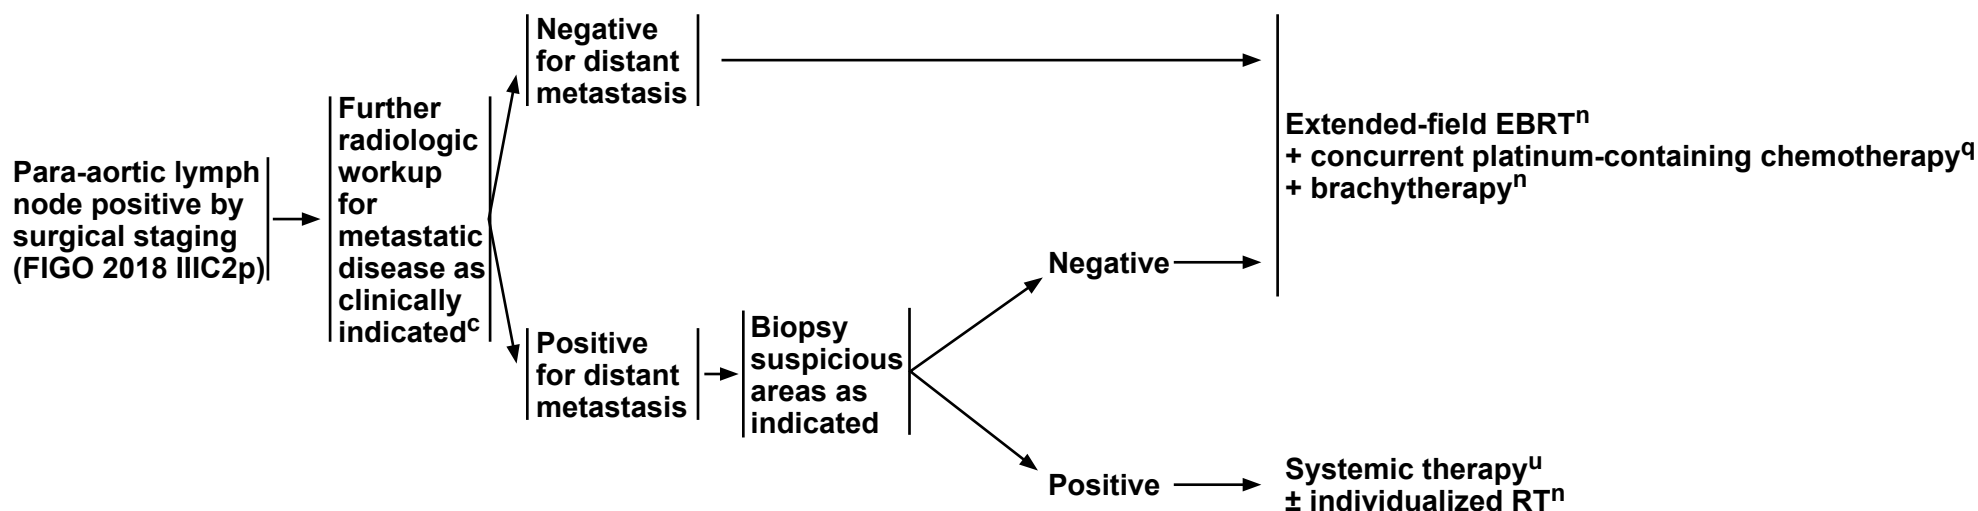 Para-aortic lymph
node positive by
surgical staging
(FIGO 2018 IIIC2p)
Further
radiologic
workup
for
metastatic
disease as
clinically
indicatedᶜ
Negative
for distant
metastasis
Positive
for distant
metastasis
Biopsy
suspicious
areas as
indicated
Negative
Positive
Extended-field EBRTⁿ
+ concurrent platinum-containing chemotherapy^q
+ brachytherapyⁿ
Systemic therapyᵘ
± individualized RTⁿ